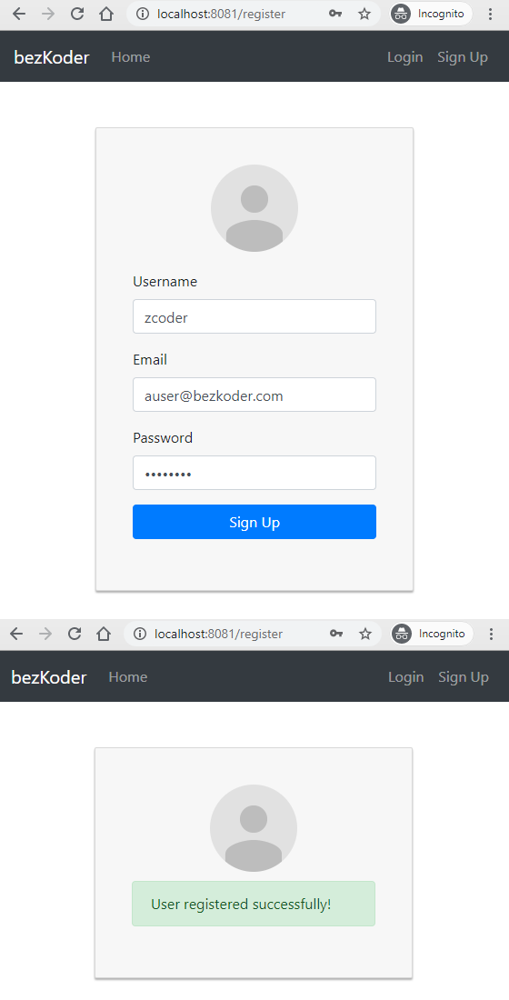 localhost:8081/register Incognito
bezKoder Home Login Sign Up
Username
zcoder
Email
auser@bezkoder.com
Password
••••••••
Sign Up
localhost:8081/register Incognito
bezKoder Home Login Sign Up
User registered successfully!